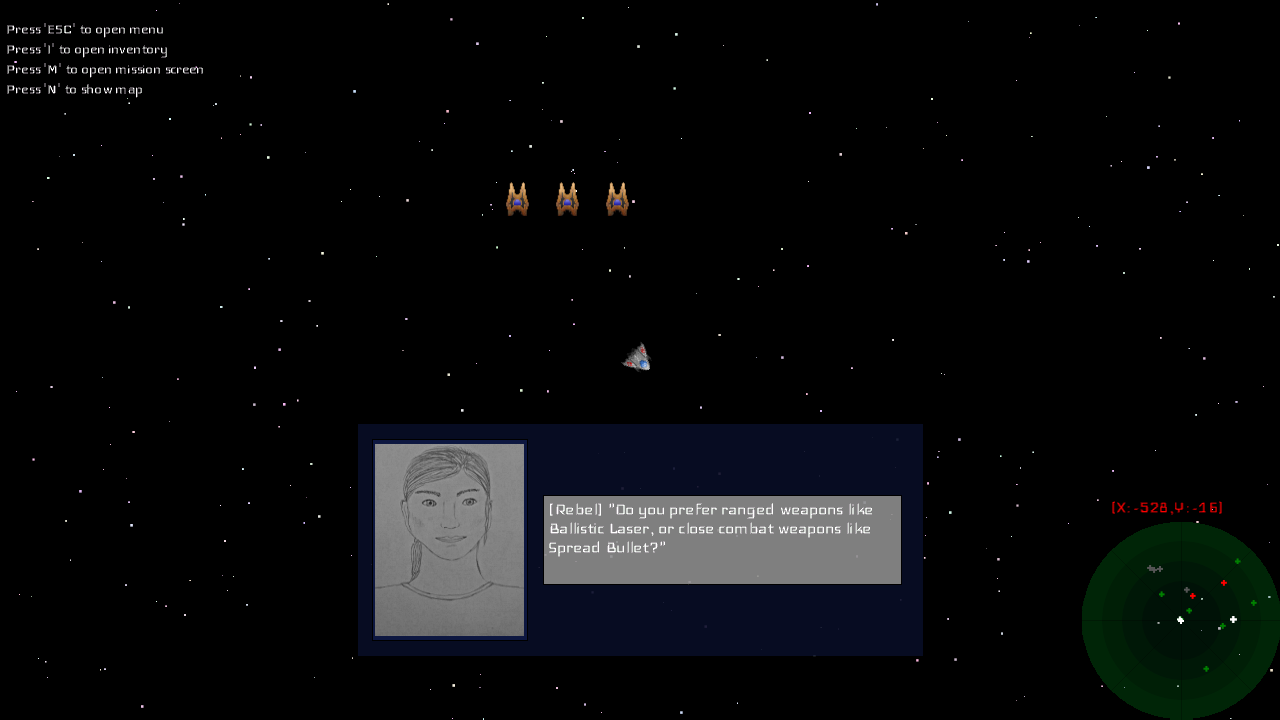 Press 'ESC' to open menu
Press 'I' to open inventory
Press 'M' to open mission screen
Press 'N' to show map
[Rebel] "Do you prefer ranged weapons like
Ballistic Laser, or close combat weapons like
Spread Bullet?"
[X:-528,Y:-16]